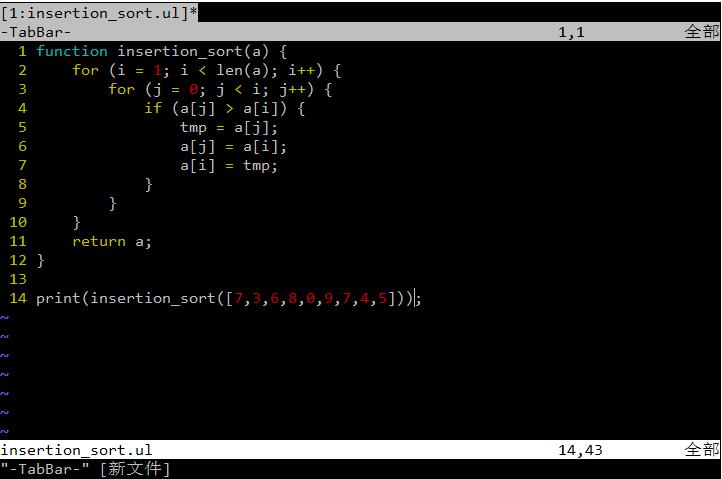 [1:insertion_sort.ul]*
-TabBar- 1,1 全部
1 function insertion_sort(a) {
2     for (i = 1; i < len(a); i++) {
3         for (j = 0; j < i; j++) {
4             if (a[j] > a[i]) {
5                 tmp = a[j];
6                 a[j] = a[i];
7                 a[i] = tmp;
8             }
9         }
10     }
11     return a;
12 }
13
14 print(insertion_sort([7,3,6,8,0,9,7,4,5]));
~
~
~
~
~
~
~
insertion_sort.ul 14,43 全部
"-TabBar-" [新文件]